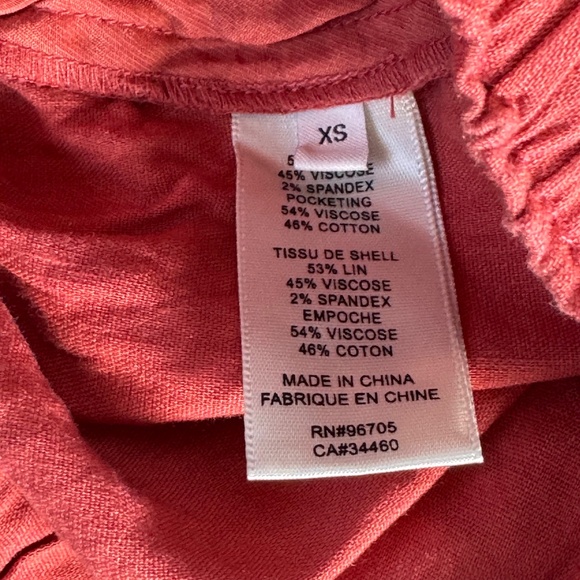 XS
45% VISCOSE
2% SPANDEX
POCKETING
54% VISCOSE
46% COTTON
TISSU DE SHELL
53% LIN
45% VISCOSE
2% SPANDEX
EMPOCHE
54% VISCOSE
46% COTON
MADE IN CHINA
FABRIQUE EN CHINE
RN#96705
CA#34460